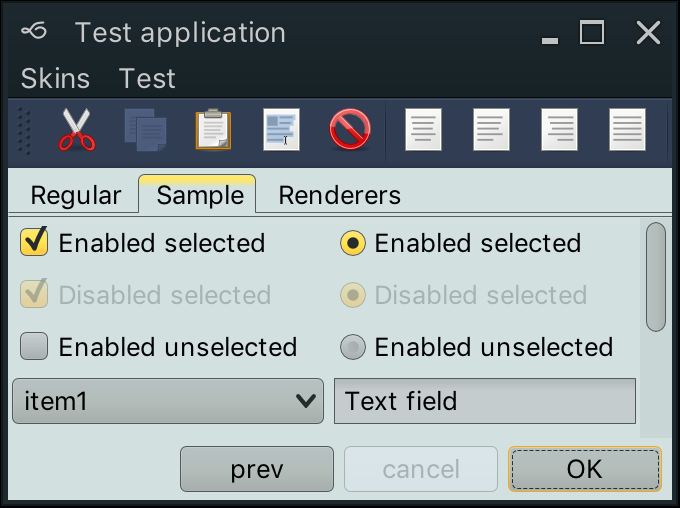 Test application
Skins Test
Regular Sample Renderers
Enabled selected Enabled selected
Disabled selected Disabled selected
Enabled unselected Enabled unselected
item1 Text field
prev cancel OK